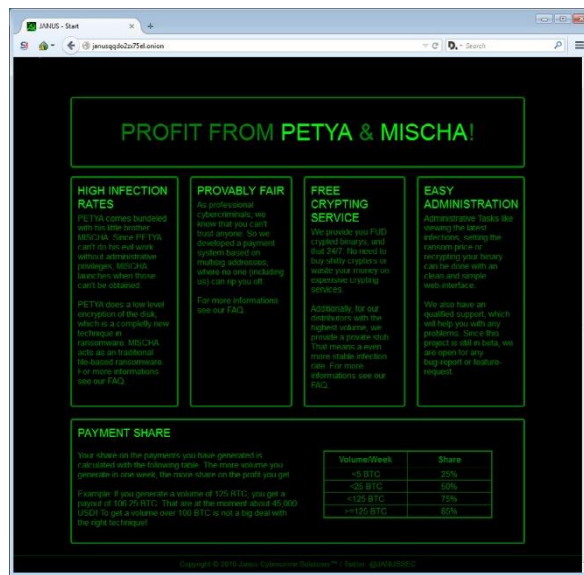 JANUS - Start
janusqqdo2zx75el.onion
Search
PROFIT FROM PETYA & MISCHA!
HIGH INFECTION
RATES
PETYA comes bundeled
with his little brother
MISCHA. Since PETYA
can't do his evil work
without administrative
privileges, MISCHA
launches when those
can't be obtained.
PETYA does a low level
encryption of the disk,
which is a completly new
technique in
ransomware. MISCHA
acts as an traditional
file-based ransomware.
For more informations
see our FAQ.
PROVABLY FAIR
As professional
cybercriminals, we
know that you can't
trust anyone. So we
developed a payment
system based on
multisig addresses,
where no one (including
us) can rip you off.
For more informations
see our FAQ.
FREE
CRYPTING
SERVICE
We provide you FUD
crypted binarys, and
that 24/7. No need to
buy shitty crypters or
waste your money on
expensive crypting
services.
Additionally, for our
distributors with the
highest volume, we
provide a private stub.
That means a even
more stable infection
rate. For more
informations see our
FAQ.
EASY
ADMINISTRATION
Administrative Tasks like
viewing the latest
infections, setting the
ransom price or
recrypting your binary
can be done with an
clean and simple
web-interface.
We also have an
qualified support, which
will help you with any
problems. Since this
project is still in beta, we
are open for any
bug-report or feature-
request.
PAYMENT SHARE
Your share on the payments you have generated is
calculated with the following table. The more volume you
generate in one week, the more share on the profit you get.
Example: If you generate a volume of 125 BTC, you get a
payout of 106.25 BTC. That are at the moment about 45,000
USD! To get a volume over 100 BTC is not a big deal with
the right technique!
Volume/Week Share
<5 BTC 25%
<25 BTC 50%
<125 BTC 75%
>=125 BTC 85%
Copyright © 2016 Janus Cybercrime Solutions™ / Twitter: @JANUSSEC